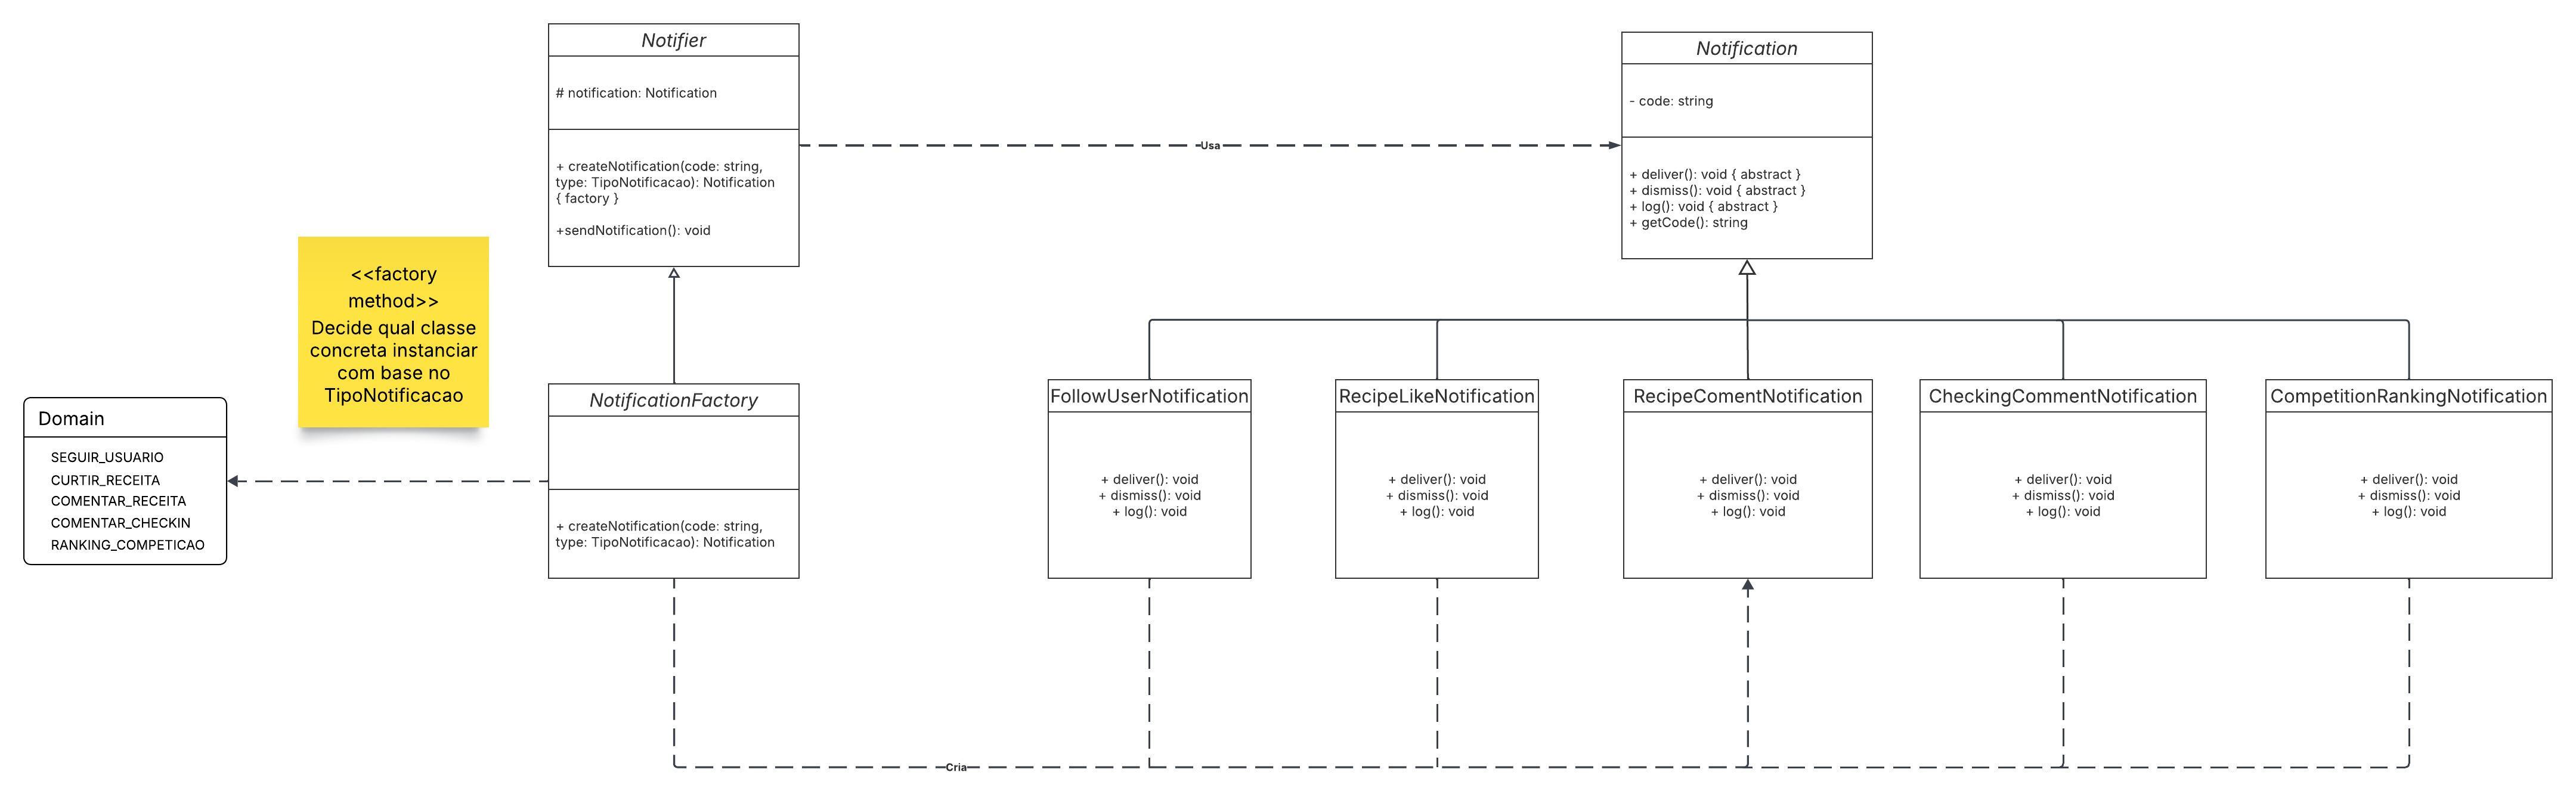 Notifier
# notification: Notification
+ createNotification(code: string,
type: TipoNotificacao): Notification
{ factory }
+sendNotification(): void
Usa
Notification
- code: string
+ deliver(): void { abstract }
+ dismiss(): void { abstract }
+ log(): void { abstract }
+ getCode(): string
<<factory
method>>
Decide qual classe
concreta instanciar
com base no
TipoNotificacao
Domain
SEGUIR_USUARIO
CURTIR_RECEITA
COMENTAR_RECEITA
COMENTAR_CHECKIN
RANKING_COMPETICAO
NotificationFactory
+ createNotification(code: string,
type: TipoNotificacao): Notification
FollowUserNotification
+ deliver(): void
+ dismiss(): void
+ log(): void
RecipeLikeNotification
+ deliver(): void
+ dismiss(): void
+ log(): void
RecipeComentNotification
+ deliver(): void
+ dismiss(): void
+ log(): void
CheckingCommentNotification
+ deliver(): void
+ dismiss(): void
+ log(): void
CompetitionRankingNotification
+ deliver(): void
+ dismiss(): void
+ log(): void
Cria